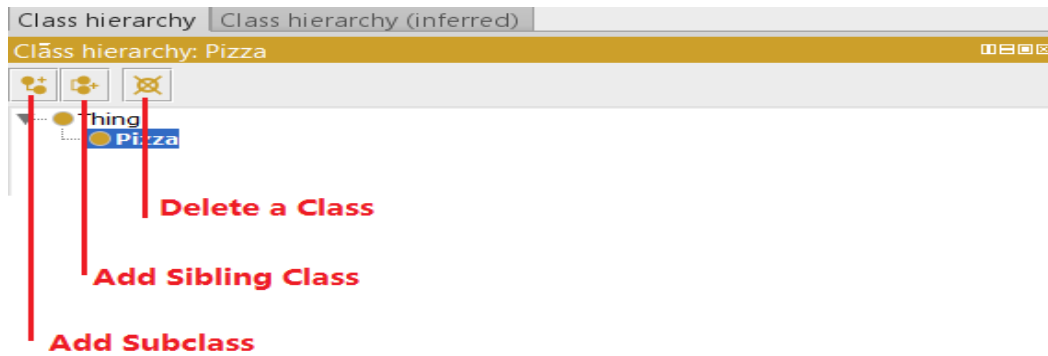 Class hierarchy Class hierarchy (inferred)
Class hierarchy: Pizza
Thing
Pizza
Delete a Class
Add Sibling Class
Add Subclass